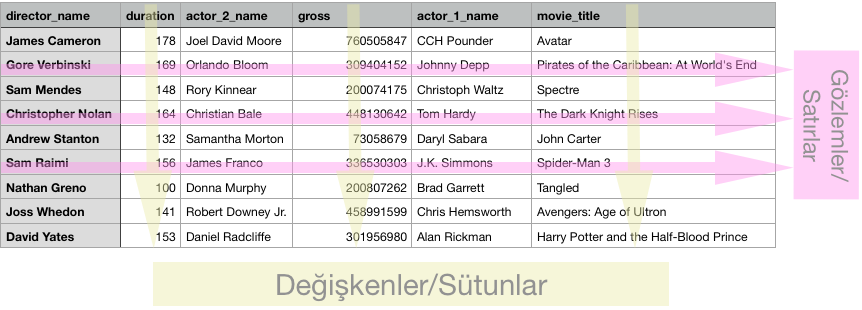 director_name duration actor_2_name gross actor_1_name movie_title
James Cameron 178 Joel David Moore 760505847 CCH Pounder Avatar
Gore Verbinski 169 Orlando Bloom 309404152 Johnny Depp Pirates of the Caribbean: At World's End
Sam Mendes 148 Rory Kinnear 200074175 Christoph Waltz Spectre
Christopher Nolan 164 Christian Bale 448130642 Tom Hardy The Dark Knight Rises
Andrew Stanton 132 Samantha Morton 73058679 Daryl Sabara John Carter
Sam Raimi 156 James Franco 336530303 J.K. Simmons Spider-Man 3
Nathan Greno 100 Donna Murphy 200807262 Brad Garrett Tangled
Joss Whedon 141 Robert Downey Jr. 458991599 Chris Hemsworth Avengers: Age of Ultron
David Yates 153 Daniel Radcliffe 301956980 Alan Rickman Harry Potter and the Half-Blood Prince
Gözlemler/
Satırlar
Değişkenler/Sütunlar